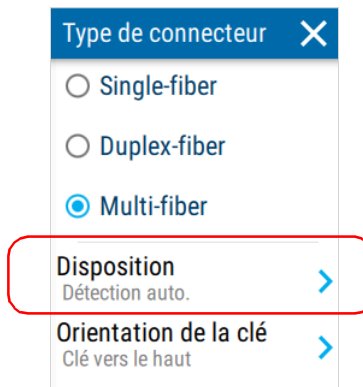 Type de connecteur
Single-fiber
Duplex-fiber
Multi-fiber
Disposition
Détection auto.
Orientation de la clé
Clé vers le haut